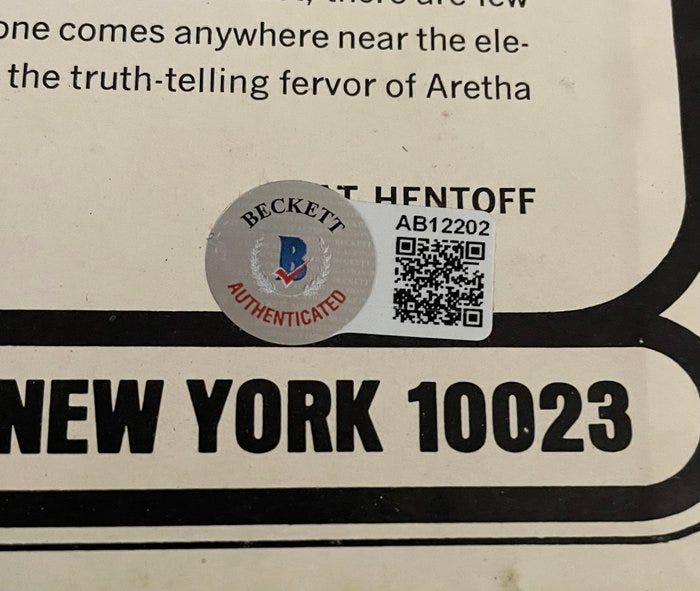 one comes anywhere near the ele-
the truth-telling fervor of Aretha
HENTOFF
BECKETT
AUTHENTICATED
B
AB12202
NEW YORK 10023